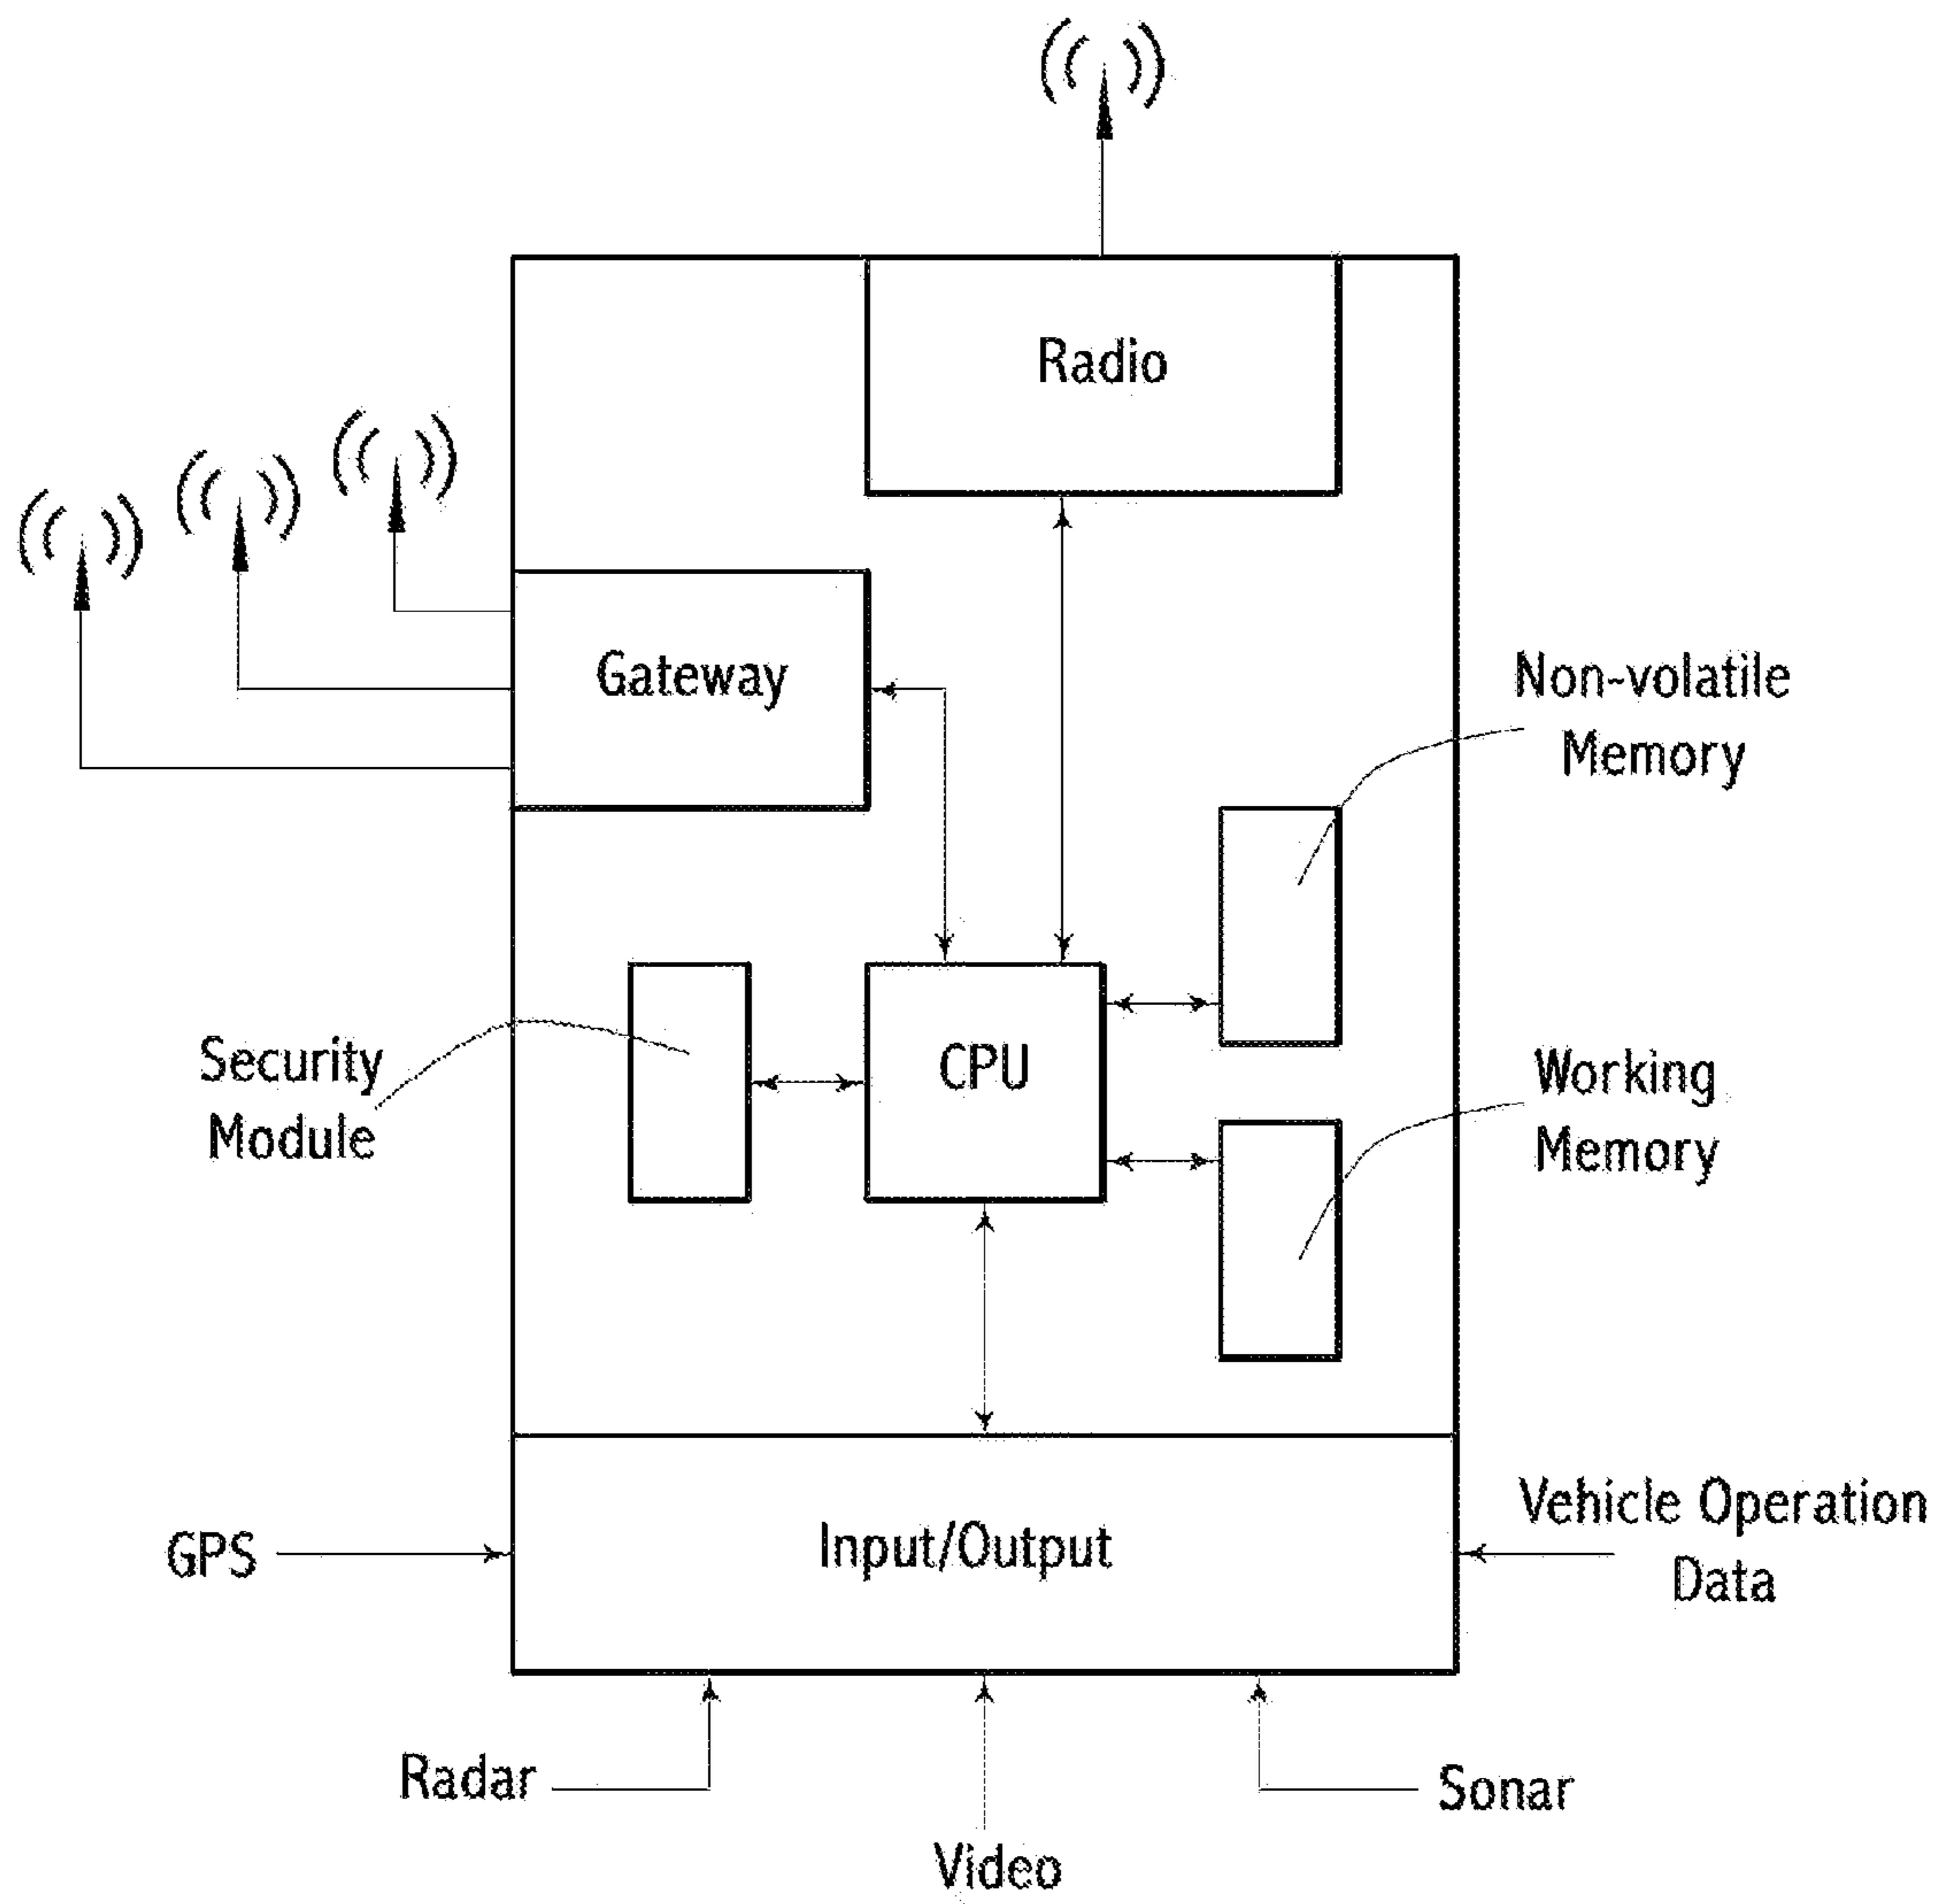 Radio
Gateway
Non-volatile
Memory
Security
Module
CPU
Working
Memory
GPS
Input/Output
Vehicle Operation
Data
Radar
Video
Sonar